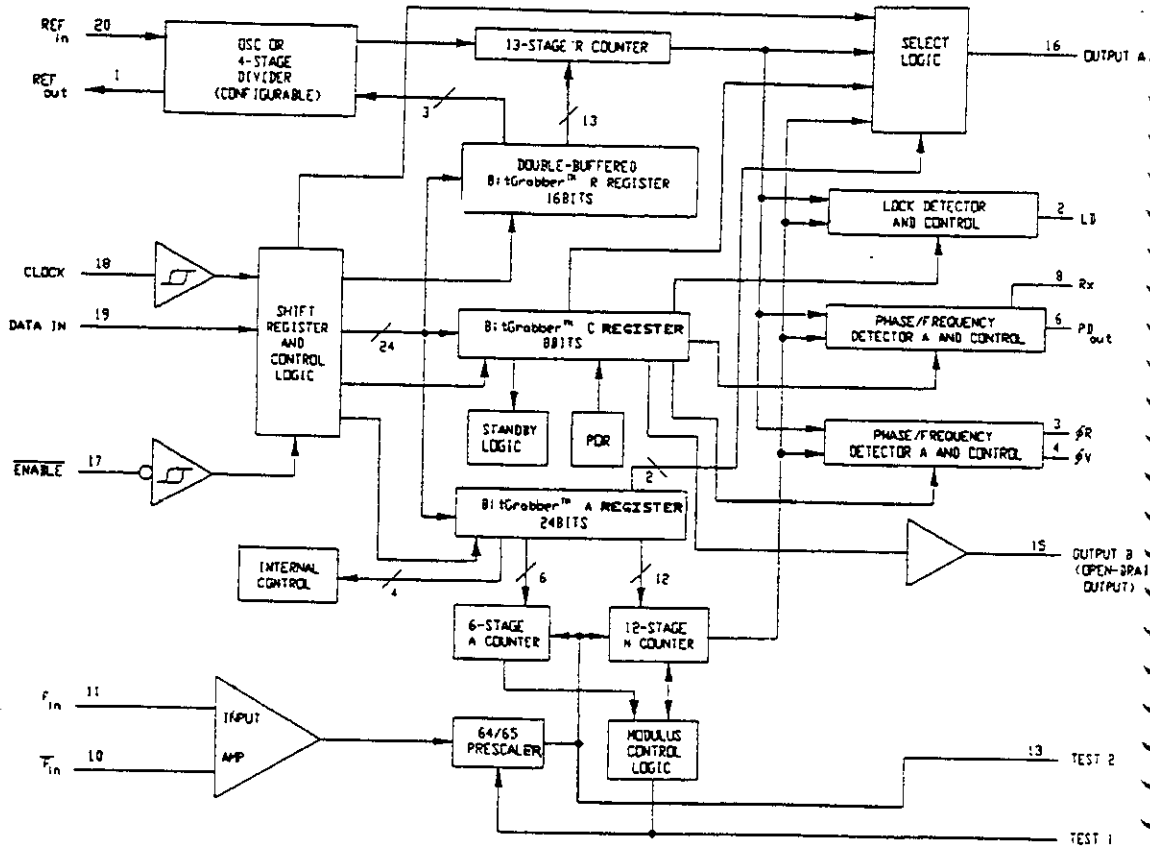 REF in
20
REF out
1
OSC OR
4-STAGE
DIVIDER
(CONFIGURABLE)
13-STAGE R COUNTER
SELECT
LOGIC
16
OUTPUT A
3
13
DOUBLE-BUFFERED
BitGrabber™ R REGISTER
16BITS
LOCK DETECTOR
AND CONTROL
2
LD
CLOCK
18
DATA IN
19
SHIFT
REGISTER
AND
CONTROL
LOGIC
24
BitGrabber™ C REGISTER
8BITS
8
Rx
PHASE/FREQUENCY
DETECTOR A AND CONTROL
6
PD out
STANDBY
LOGIC
POR
PHASE/FREQUENCY
DETECTOR A AND CONTROL
3
øR
4
øV
ENABLE
17
2
BitGrabber™ A REGISTER
24BITS
15
OUTPUT B
(OPEN-DRAI
OUTPUT)
INTERNAL
CONTROL
4
6
12
6-STAGE
A COUNTER
12-STAGE
N COUNTER
F in
11
INPUT
AMP
F in
10
64/65
PRESCALER
MODULUS
CONTROL
LOGIC
13
TEST 2
TEST 1